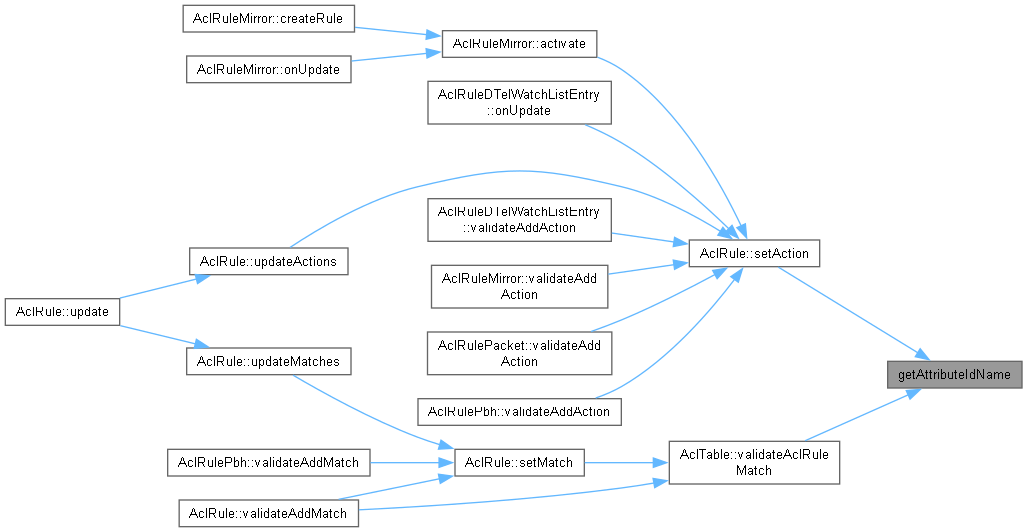 AclRuleMirror::createRule
AclRuleMirror::activate
AclRuleMirror::onUpdate
AclRuleDTelWatchListEntry
::onUpdate
AclRuleDTelWatchListEntry
::validateAddAction
AclRule::setAction
AclRule::updateActions
AclRuleMirror::validateAdd
Action
AclRule::update
AclRulePacket::validateAdd
Action
AclRule::updateMatches
getAttributeIdName
AclRulePbh::validateAddAction
AclRulePbh::validateAddMatch
AclRule::setMatch
AclTable::validateAclRule
Match
AclRule::validateAddMatch